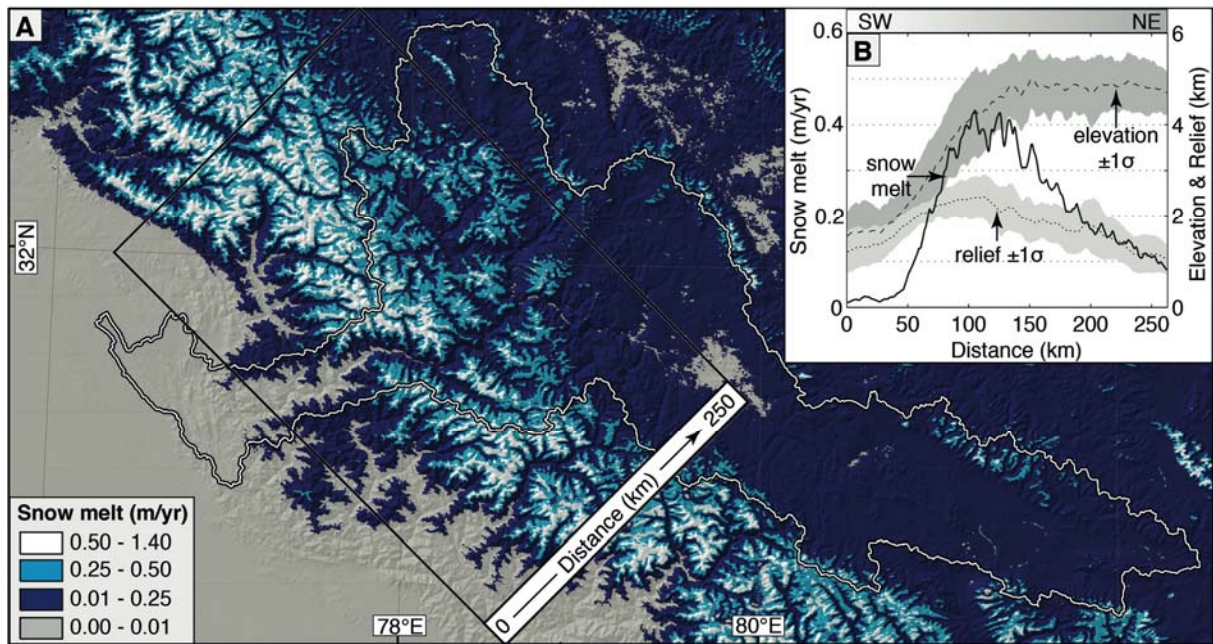 A
32°N
78°E
80°E
0
Distance (km)
250
Snow melt (m/yr)
0.50 - 1.40
0.25 - 0.50
0.01 - 0.25
0.00 - 0.01
SW
NE
B
0.6
0.4
0.2
0
Snow melt (m/yr)
6
5
4
3
2
1
0
Elevation & Relief (km)
0
50
100
150
200
250
Distance (km)
snow
melt
elevation
±1σ
relief ±1σ